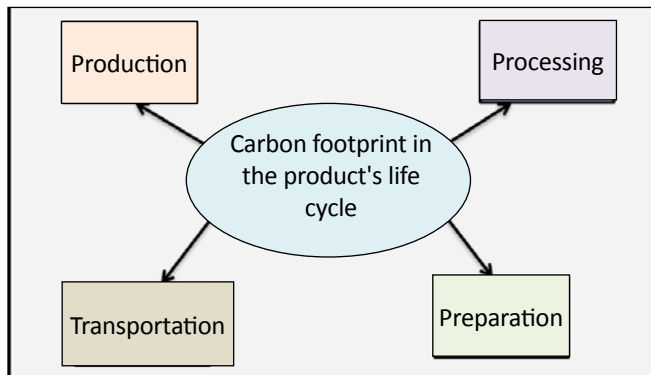 Production
Processing
Carbon footprint in
the product's life
cycle
Transportation
Preparation